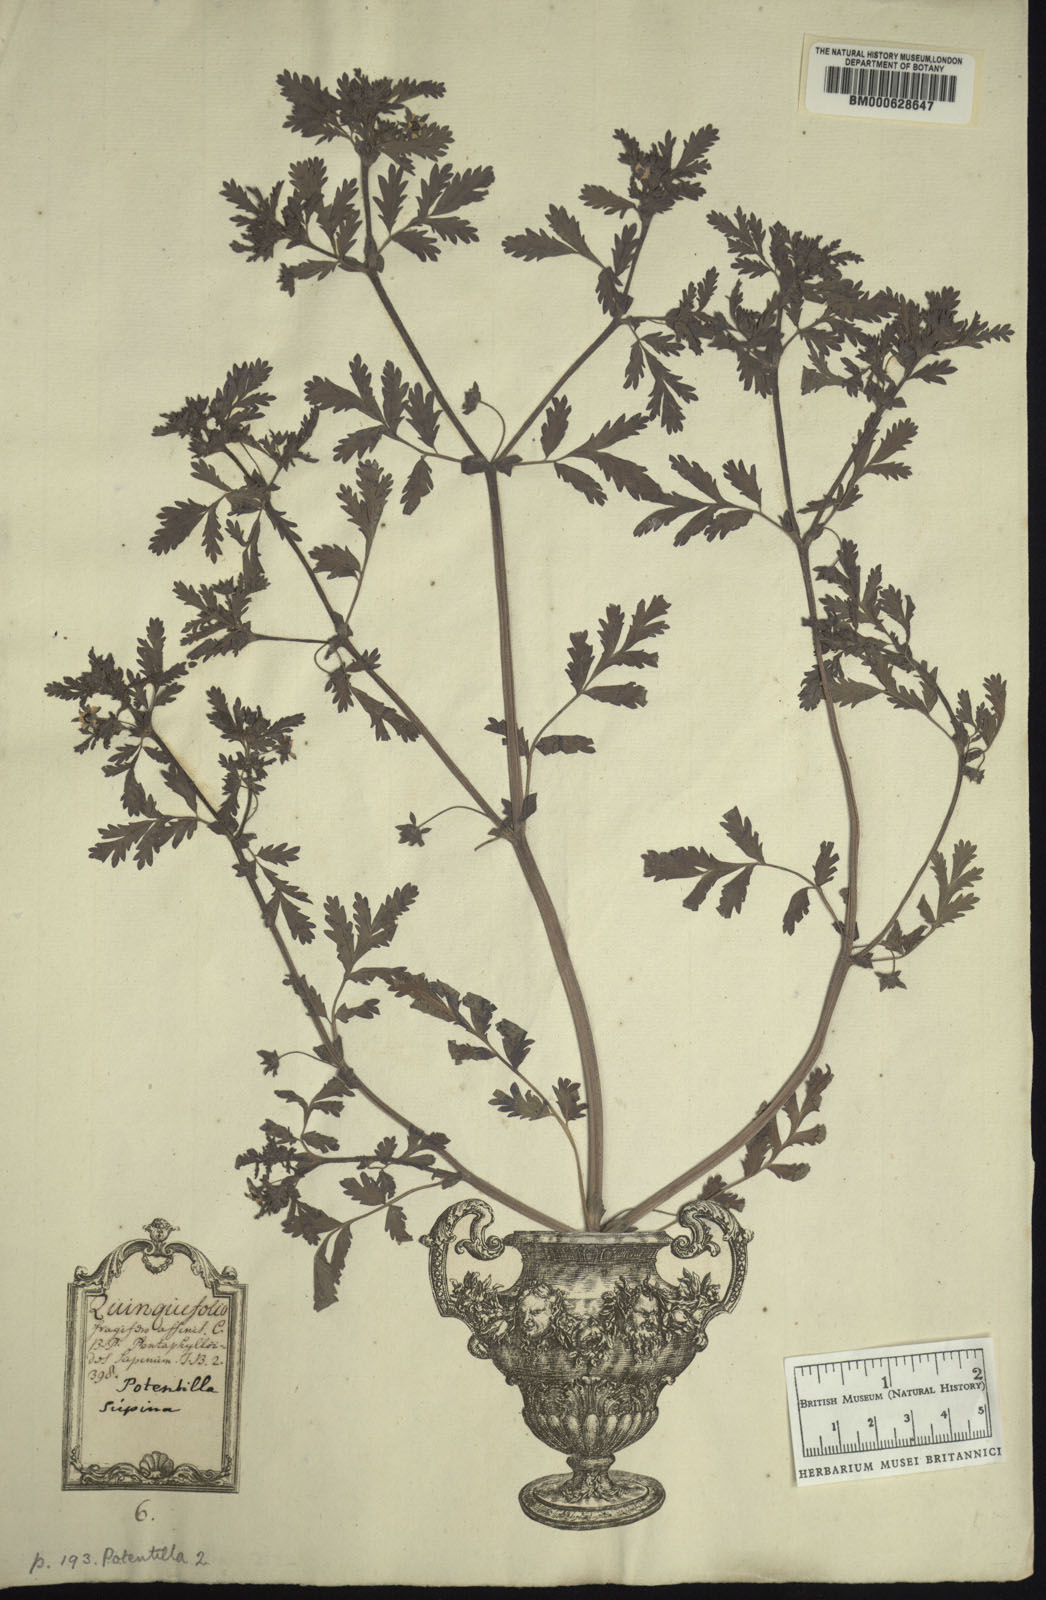 THE NATURAL HISTORY MUSEUM, LONDON
DEPARTMENT OF BOTANY
BM000628647
Quinquefolio
fragifero affinis. C.
B.P. Pentaphylloi-
des supinum. J.B. 2.
398.
Potentilla
supina
6.
p. 193. Potentilla 2
1 2
BRITISH MUSEUM (NATURAL HISTORY)
1 2 3 4 5
HERBARIUM MUSEI BRITANNICI